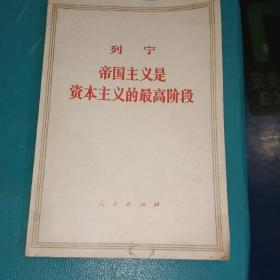 列宁
帝国主义是
资本主义的最高阶段
人民出版社